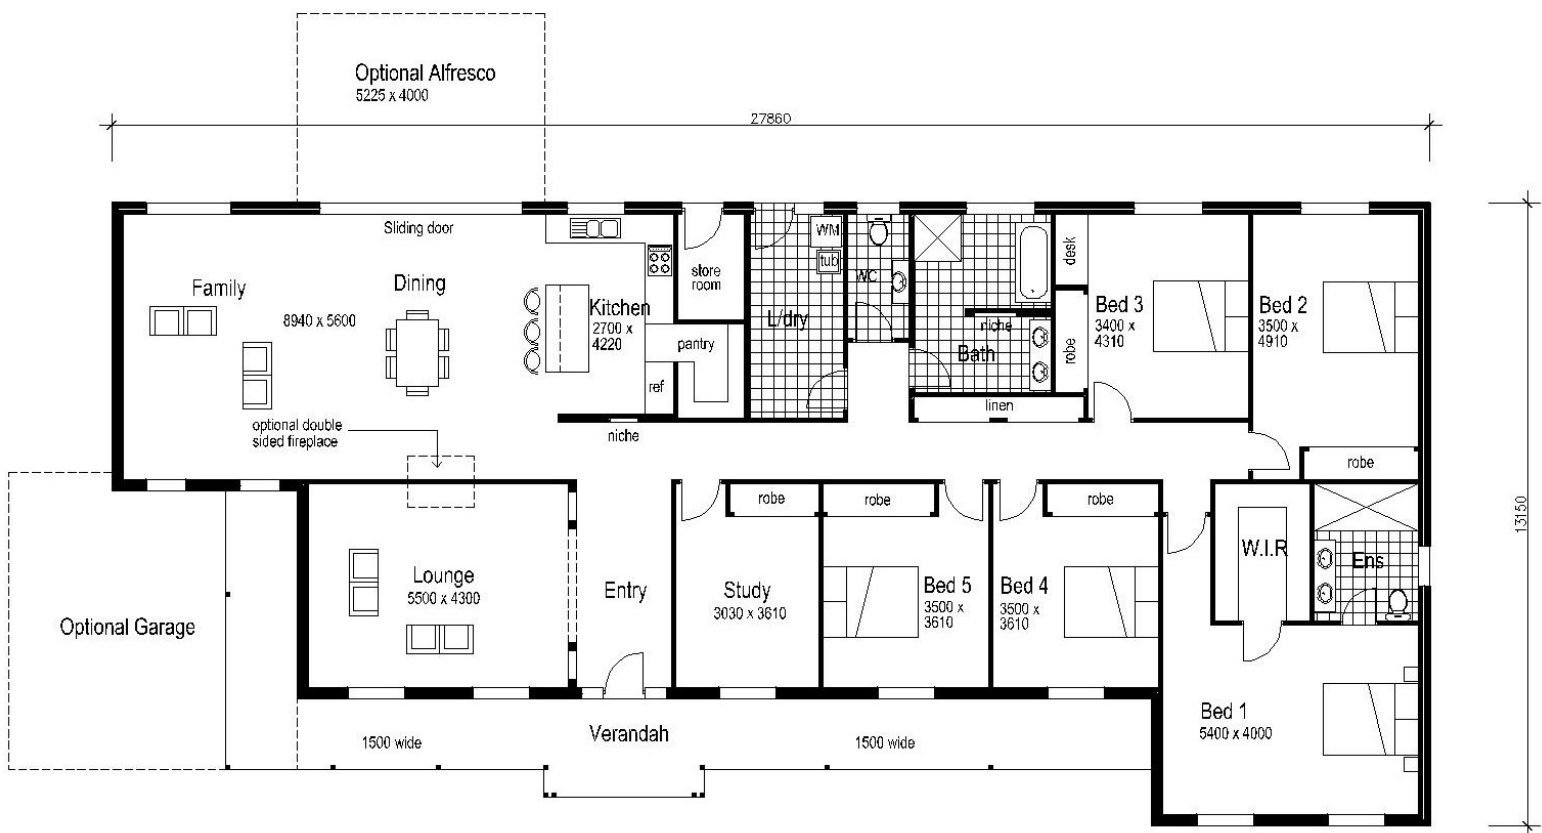 Optional Alfresco
5225 x 4000
27860
Sliding door
Family
Dining
8940 x 5600
Kitchen
2700 x
4220
store
room
pantry
ref
WM
tub
L/dry
WC
niche
Bath
linen
desk
robe
Bed 3
3400 x
4310
Bed 2
3500 x
4910
robe
optional double
sided fireplace
niche
13150
Optional Garage
Lounge
5500 x 4300
Entry
robe
Study
3030 x 3610
robe
Bed 5
3500 x
3610
robe
Bed 4
3500 x
3610
W.I.R
Ens
Bed 1
5400 x 4000
1500 wide
Verandah
1500 wide